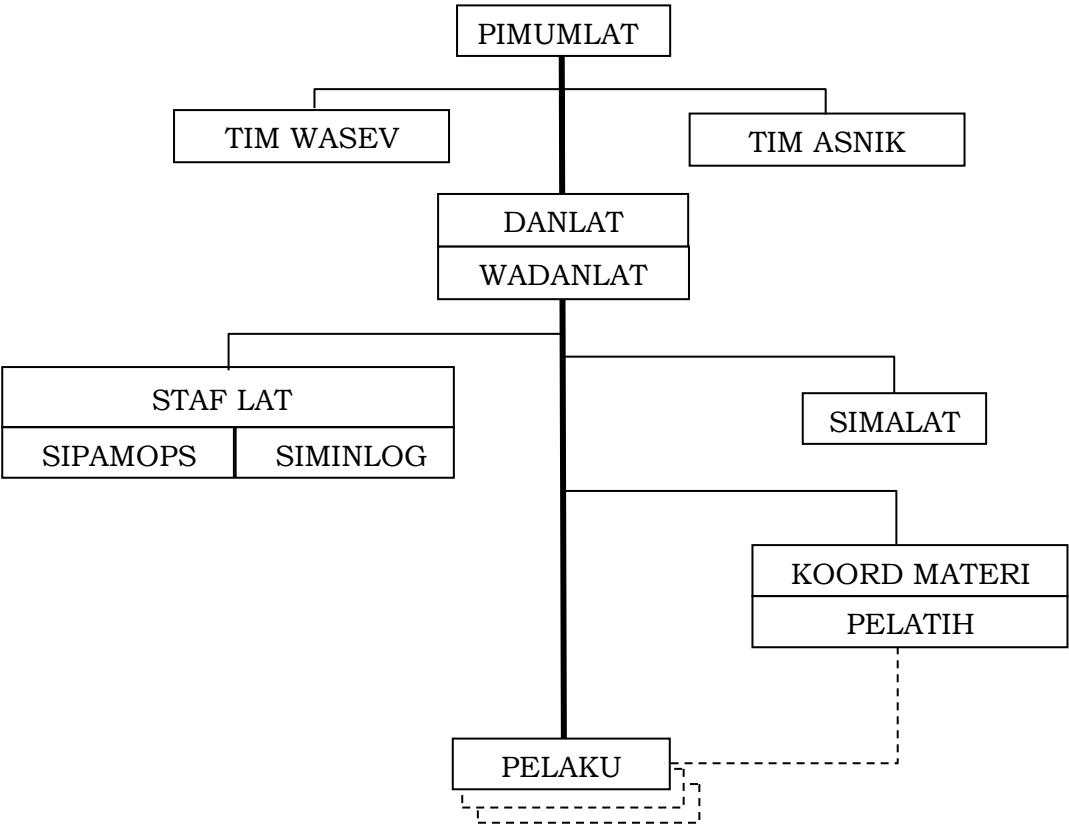 PIMUMLAT
TIM WASEV
TIM ASNIK
DANLAT
WADANLAT
STAF LAT
SIPAMOPS
SIMINLOG
SIMALAT
KOORD MATERI
PELATIH
PELAKU